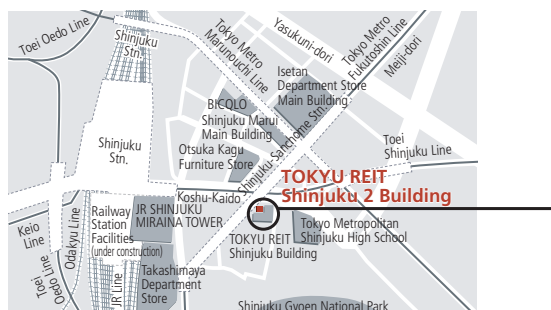 Toei Oedo Line
Shinjuku
Stn.
Tokyo Metro
Marunouchi Line
Yasukuni-dori
Tokyo Metro
Fukutoshin Line
Meiji-dori
Isetan
Department Store
Main Building
BICQLO
Shinjuku Marui
Main Building
Otsuka Kagu
Furniture Store
Shinjuku-Sanchome Stn.
Shinjuku
Stn.
Toei
Shinjuku Line
TOKYU REIT
Shinjuku 2 Building
Koshu-Kaido
Keio
Line
Toei
Oedo Line
Odakyu Line
Railway
Station
Facilities
(under construction)
JR SHINJUKU
MIRAINA TOWER
JR Line
TOKYU REIT
Shinjuku Building
Tokyo Metropolitan
Shinjuku High School
Takashimaya
Department
Store
Shinjuku Gyoen National Park